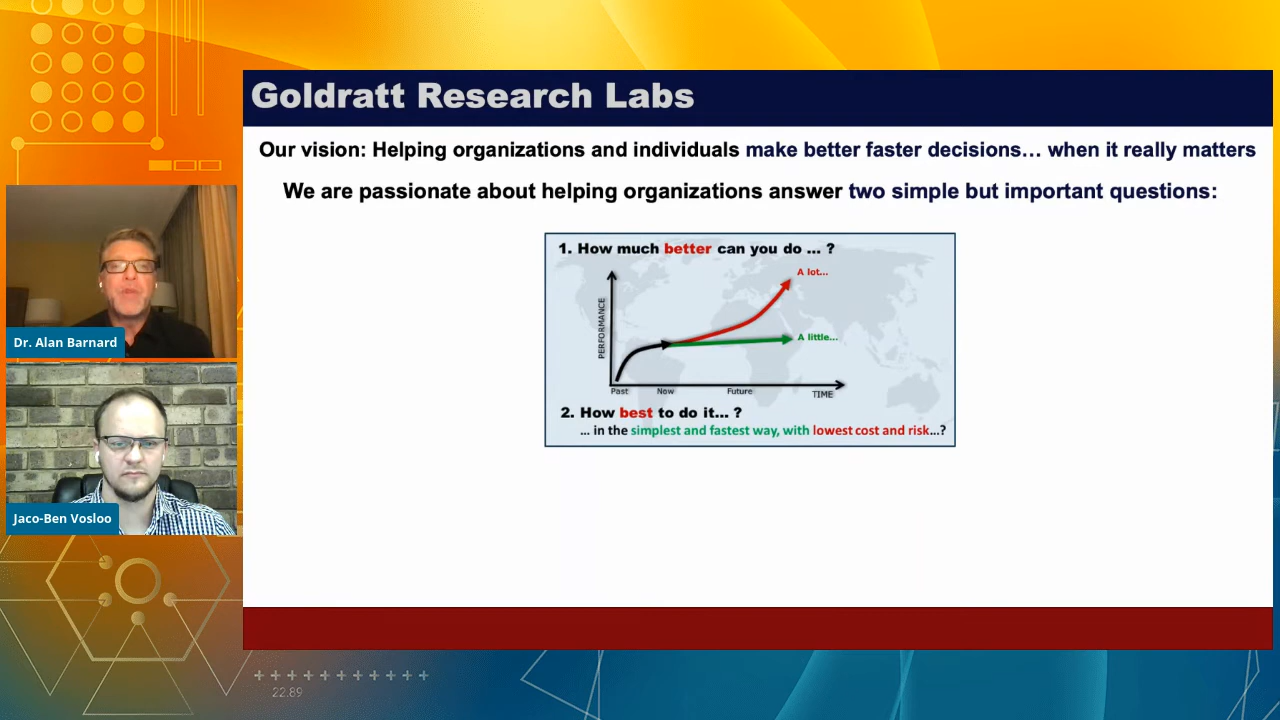 Goldratt Research Labs
Our vision: Helping organizations and individuals make better faster decisions... when it really matters
We are passionate about helping organizations answer two simple but important questions:
1. How much better can you do ... ?
A lot...
PERFORMANCE
A little...
Past Now Future TIME
2. How best to do it... ?
... in the simplest and fastest way, with lowest cost and risk...?
Dr. Alan Barnard
Jaco-Ben Vosloo
22.89